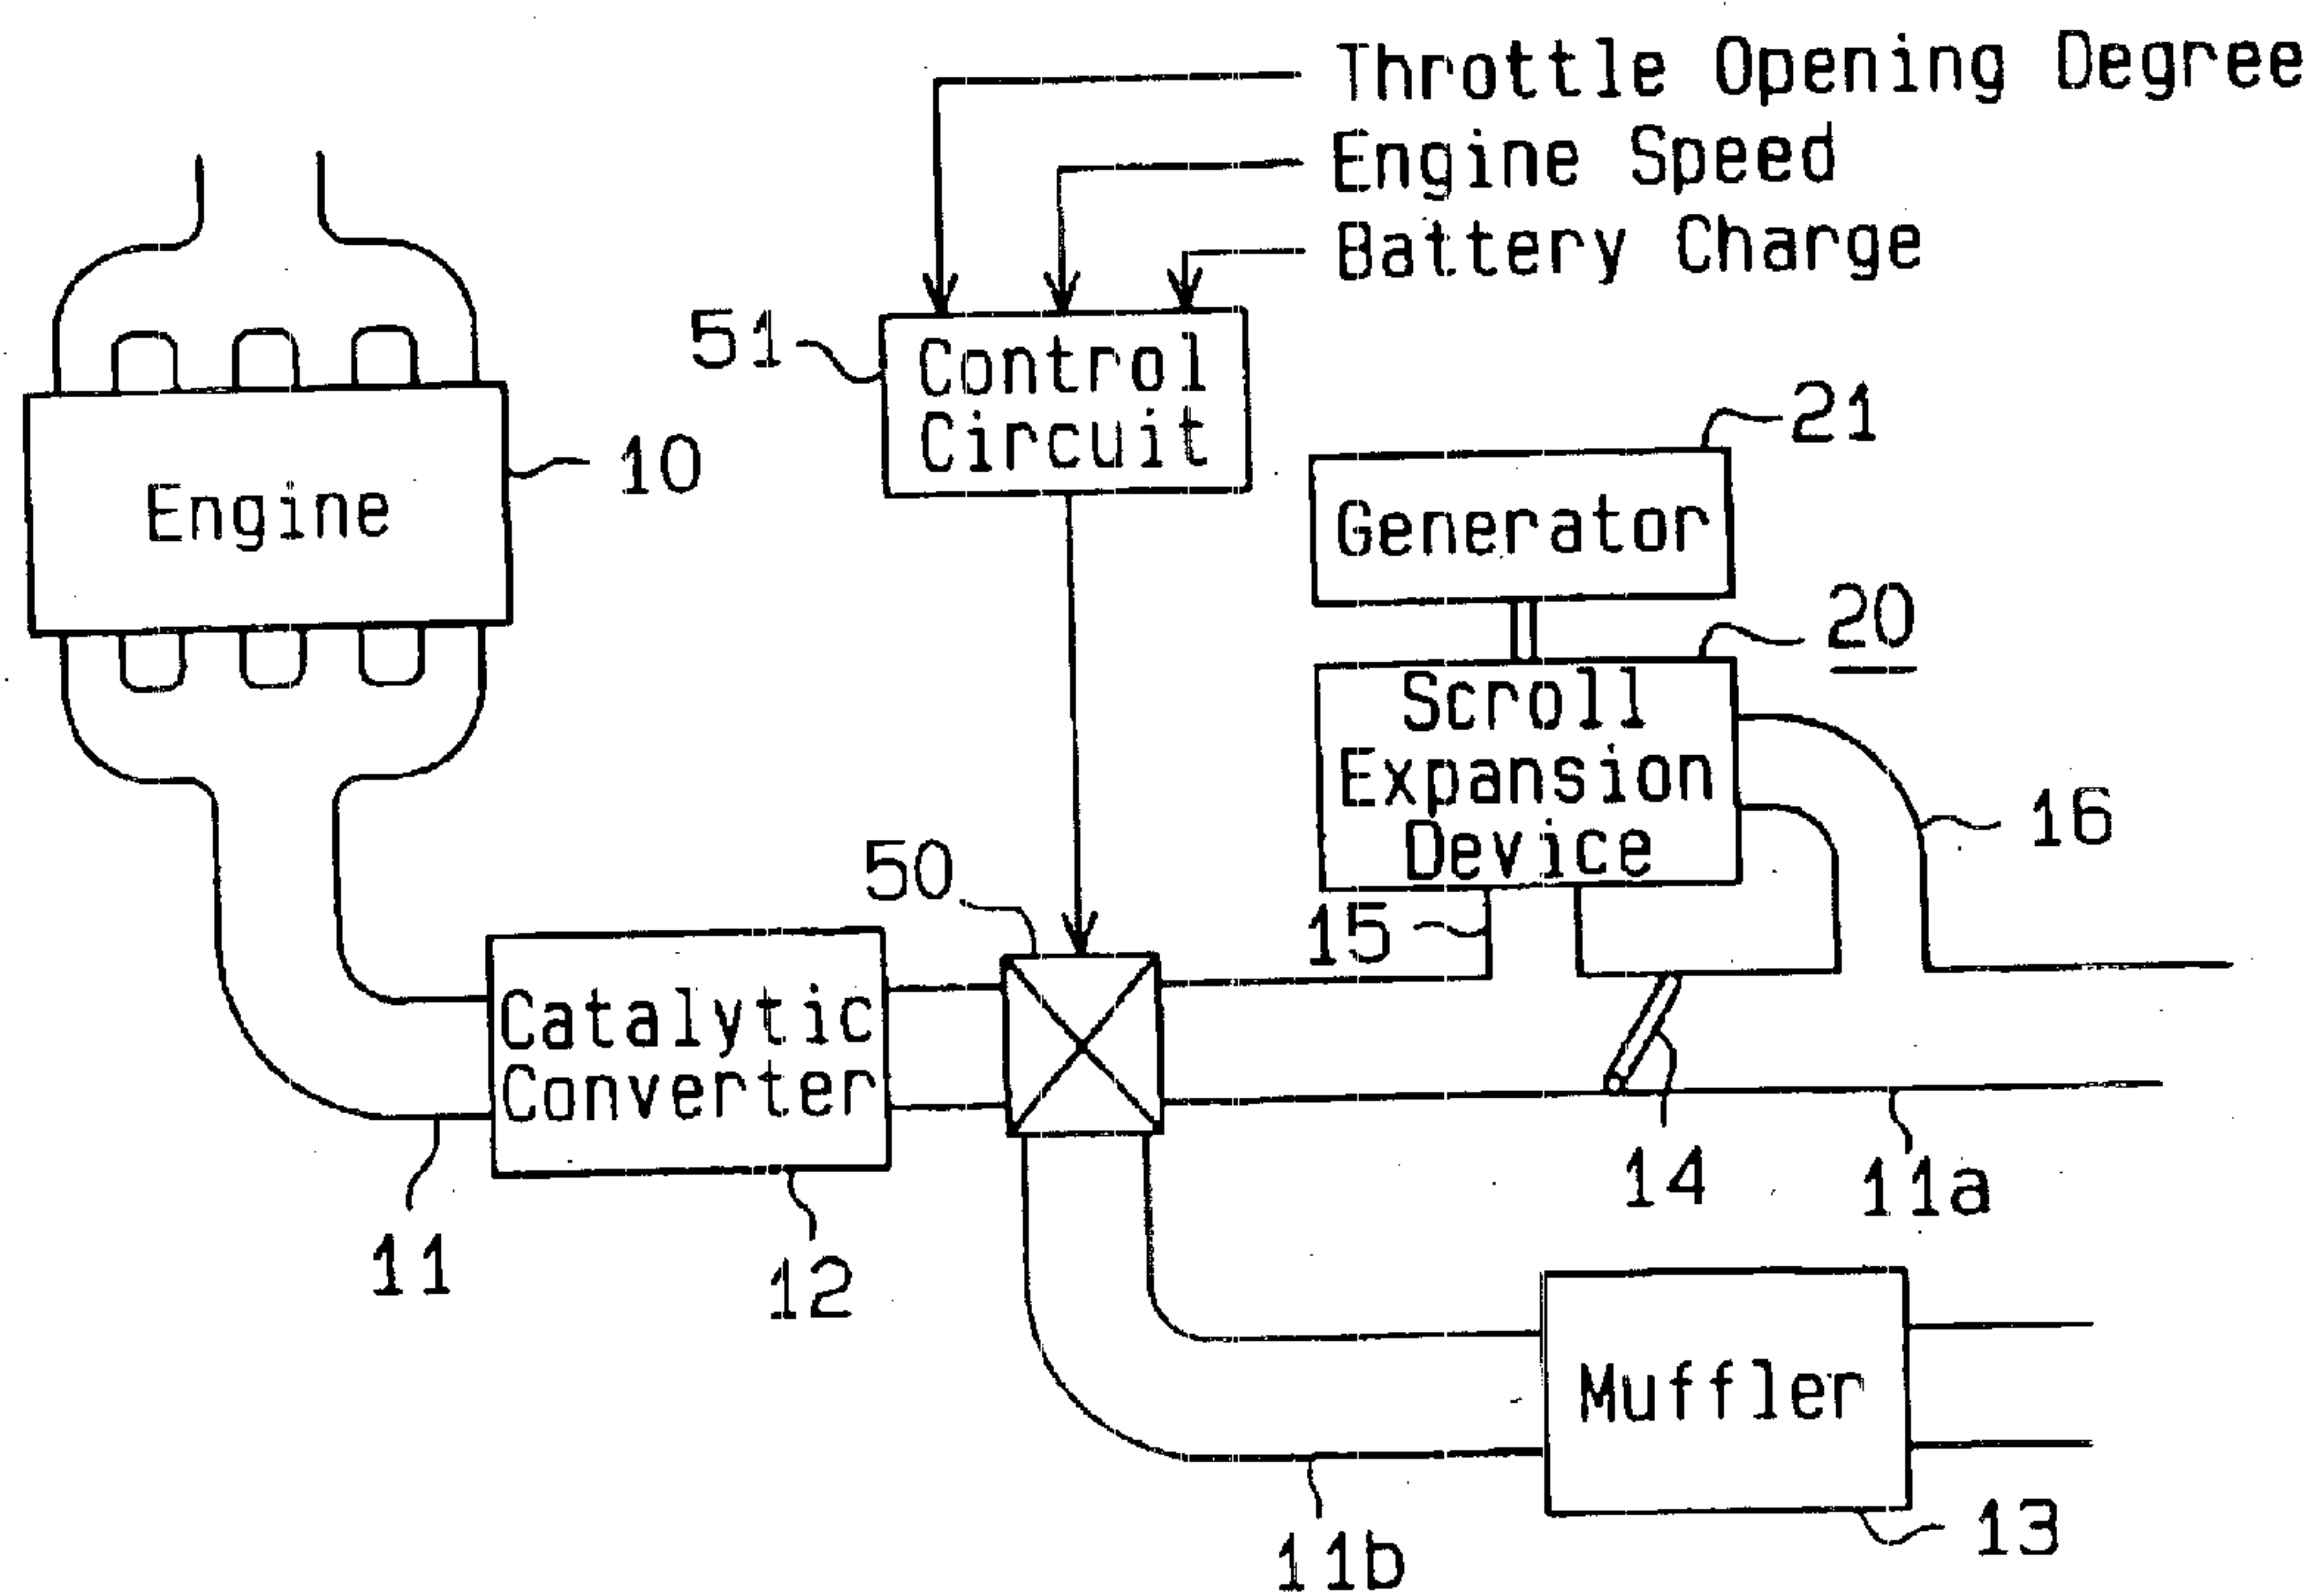 Throttle Opening Degree
Engine Speed
Battery Charge
51
Control
Circuit
21
10
Engine
Generator
20
Scroll
Expansion
Device
16
50
15
Catalytic
Converter
14
11a
11
12
Muffler
13
11b